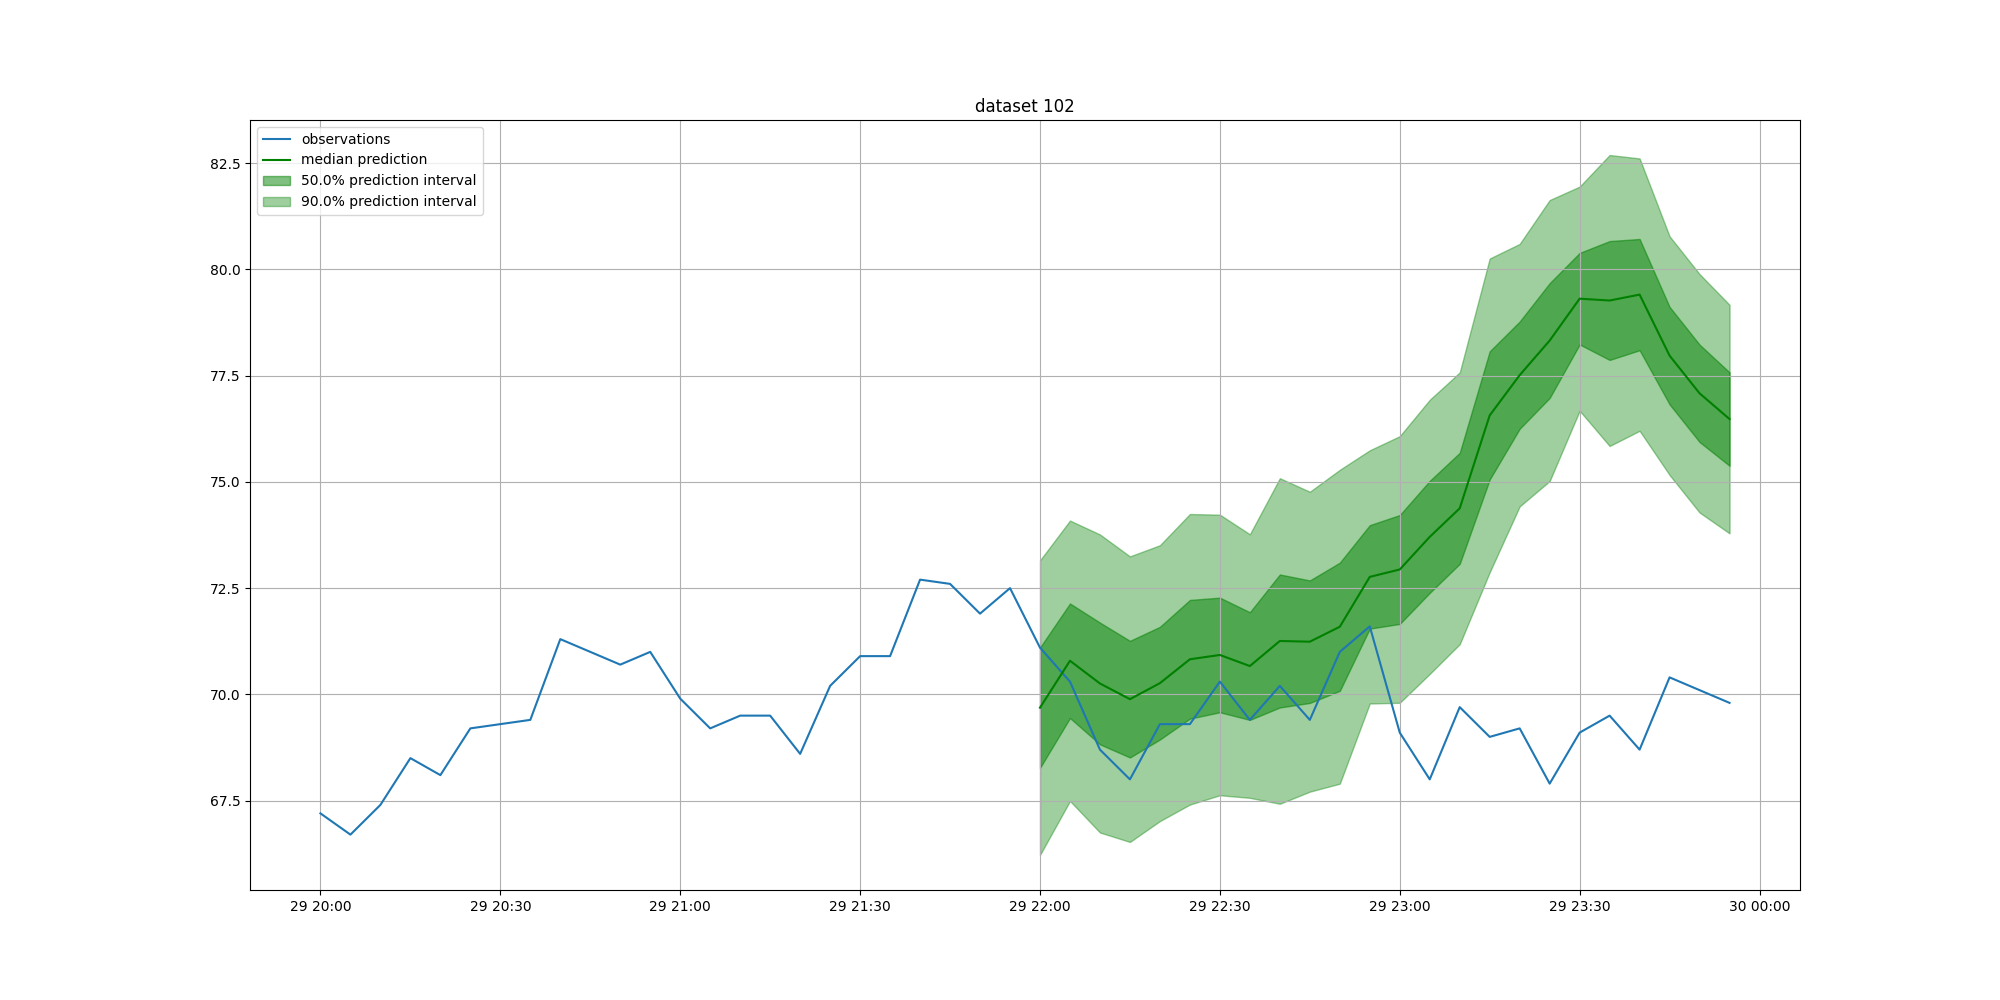 dataset 102
observations
median prediction
50.0% prediction interval
90.0% prediction interval
82.5
80.0
77.5
75.0
72.5
70.0
67.5
29 20:00 29 20:30 29 21:00 29 21:30 29 22:00 29 22:30 29 23:00 29 23:30 30 00:00